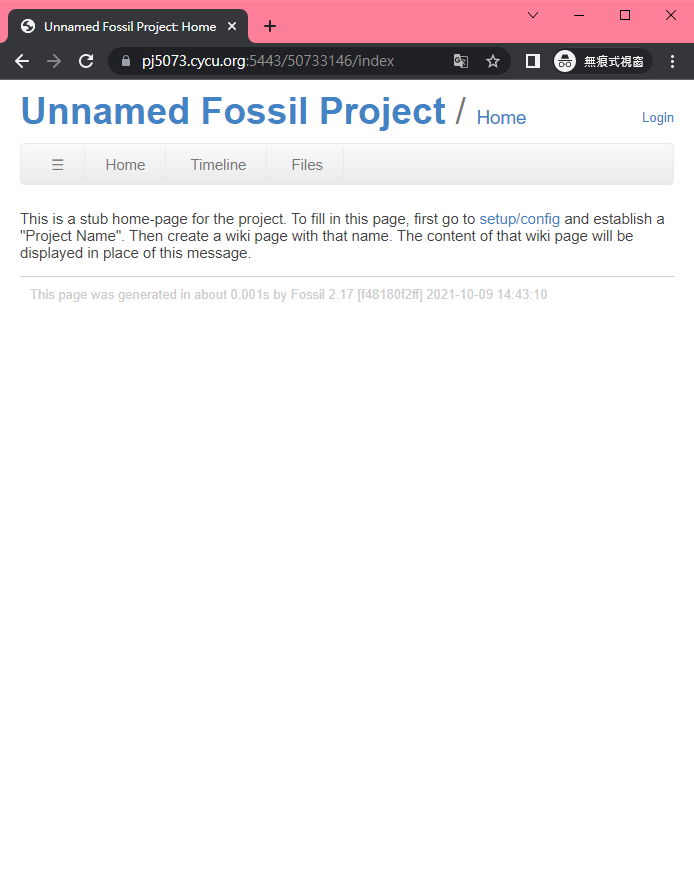 Unnamed Fossil Project: Home
pj5073.cycu.org:5443/50733146/index
無痕式視窗
Unnamed Fossil Project / Home
Login
☰ Home Timeline Files
This is a stub home-page for the project. To fill in this page, first go to setup/config and establish a
"Project Name". Then create a wiki page with that name. The content of that wiki page will be
displayed in place of this message.
This page was generated in about 0.001s by Fossil 2.17 [f48180f2ff] 2021-10-09 14:43:10